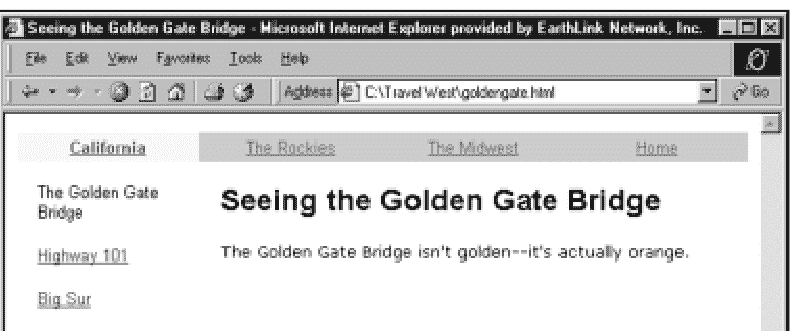 Seeing the Golden Gate Bridge - Microsoft Internet Explorer provided by EarthLink Network, Inc.
File Edit View Favorites Tools Help
Address C:\Travel West\goldengate.html Go
California The Rockies The Midwest Home
The Golden Gate
Bridge
Seeing the Golden Gate Bridge
Highway 101
The Golden Gate Bridge isn't golden--it's actually orange.
Big Sur